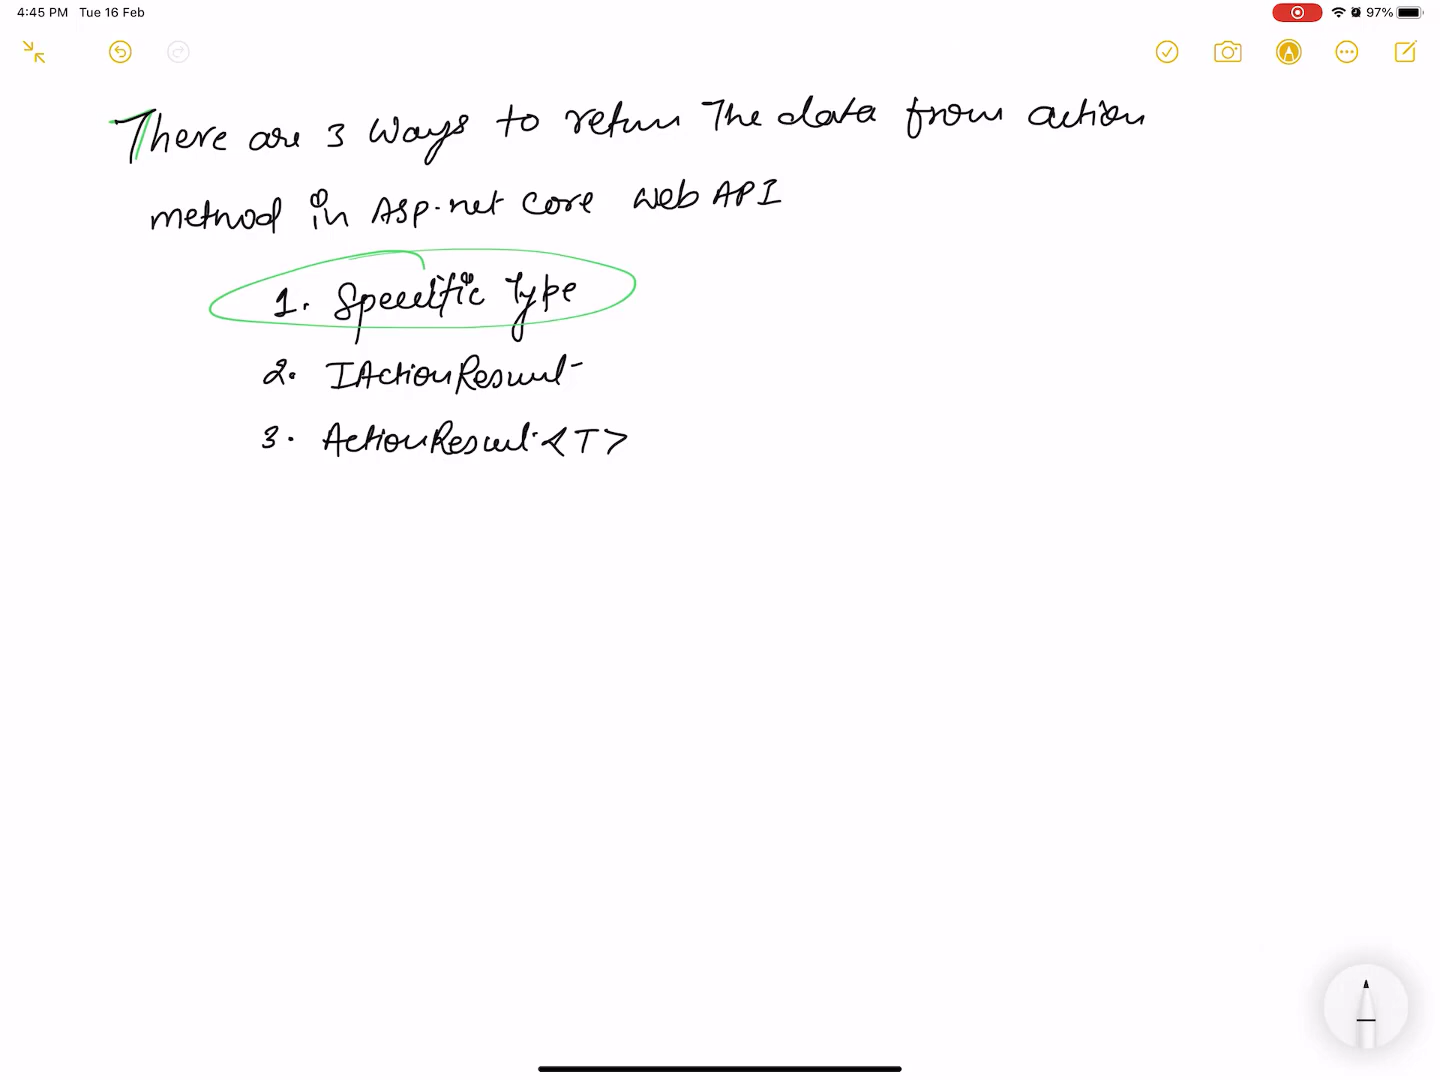 4:45 PM Tue 16 Feb 97%
There are 3 ways to return The data from action
method in Asp.net core web API
1. Specific Type
2. IActionResult
3. ActionResult<T>